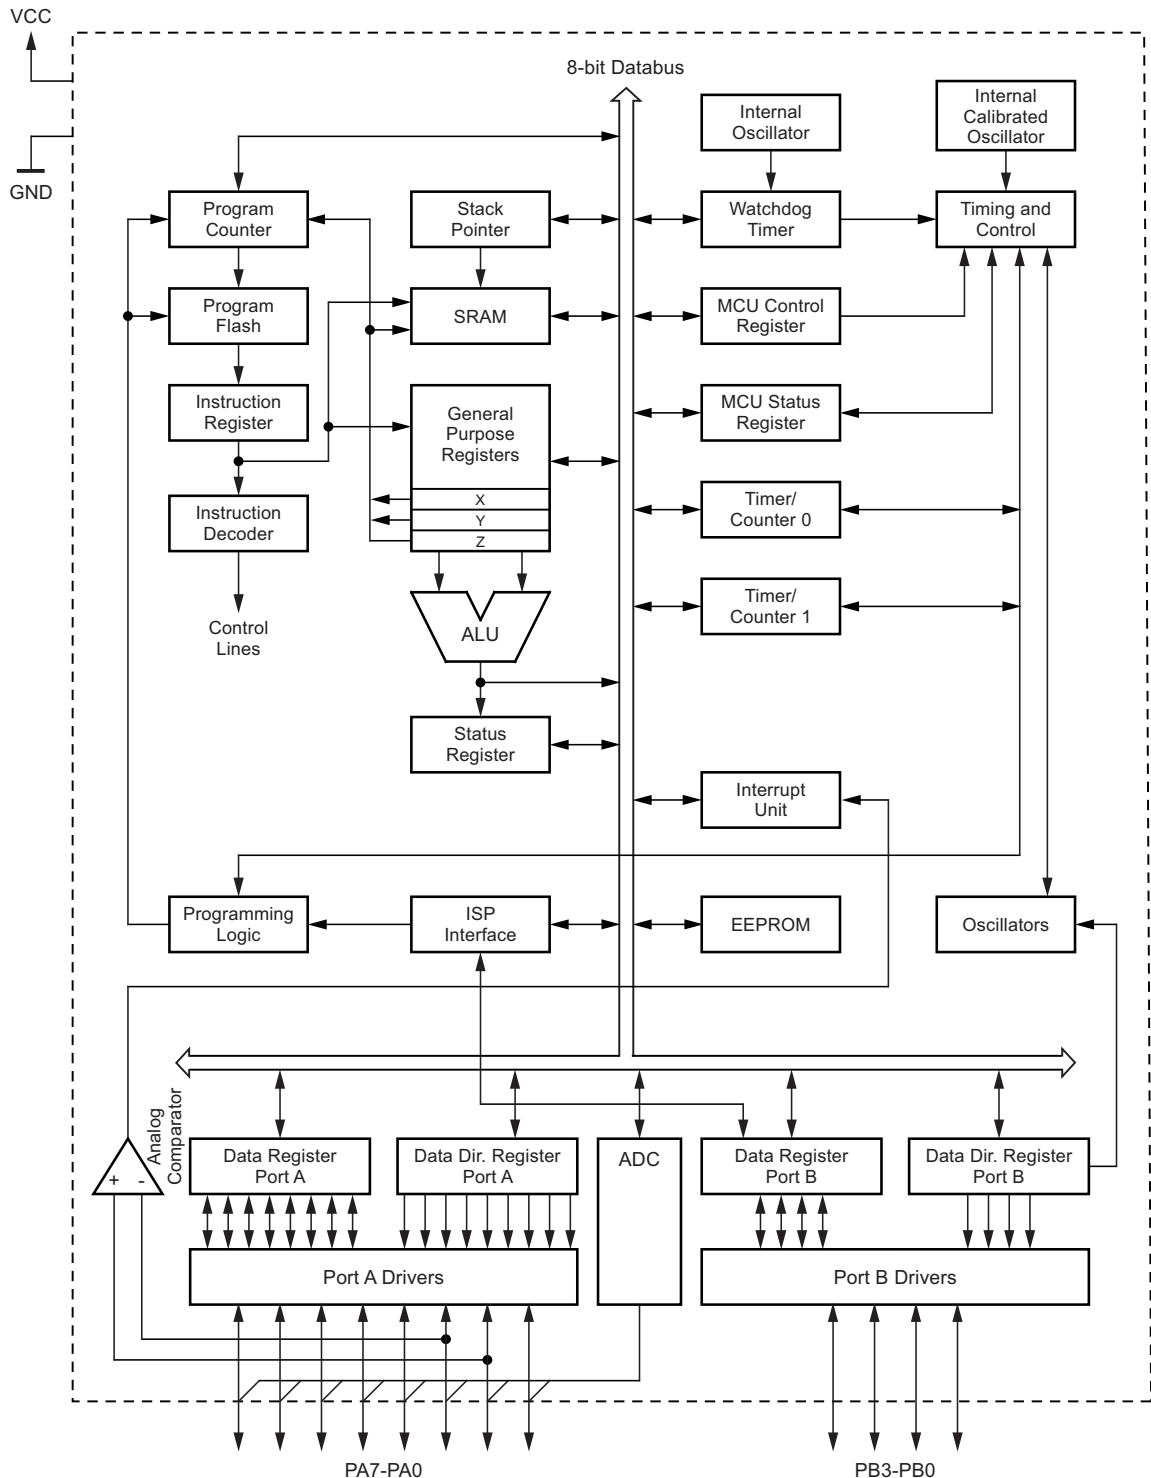 VCC
GND
8-bit Databus
Internal
Oscillator
Internal
Calibrated
Oscillator
Program
Counter
Stack
Pointer
Watchdog
Timer
Timing and
Control
Program
Flash
SRAM
MCU Control
Register
Instruction
Register
General
Purpose
Registers
X
Y
Z
MCU Status
Register
Instruction
Decoder
Timer/
Counter 0
Control
Lines
ALU
Timer/
Counter 1
Status
Register
Interrupt
Unit
Programming
Logic
ISP
Interface
EEPROM
Oscillators
Analog
Comparator
+ -
Data Register
Port A
Data Dir. Register
Port A
ADC
Data Register
Port B
Data Dir. Register
Port B
Port A Drivers
Port B Drivers
PA7-PA0
PB3-PB0